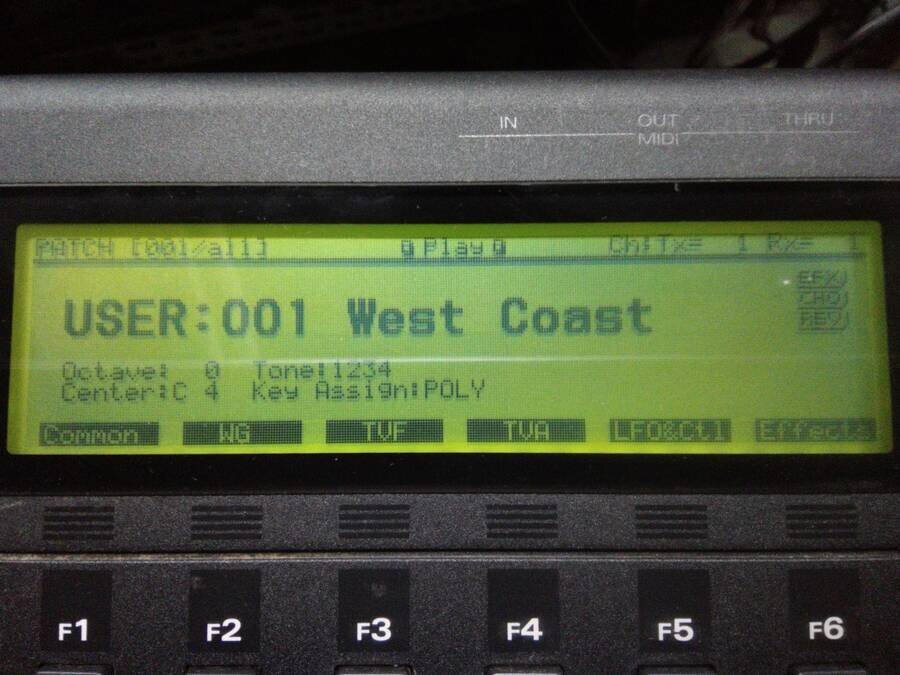 IN OUT THRU
MIDI
PATCH [001/all] Play Ch:Tx= 1 Rx= 1
EFX
USER:001 West Coast
CHO
REV
Octave: 0 Tone:1234
Center:C 4 Key Assign:POLY
Common WG TVF TVA LFO&Ctl Effects
F1 F2 F3 F4 F5 F6